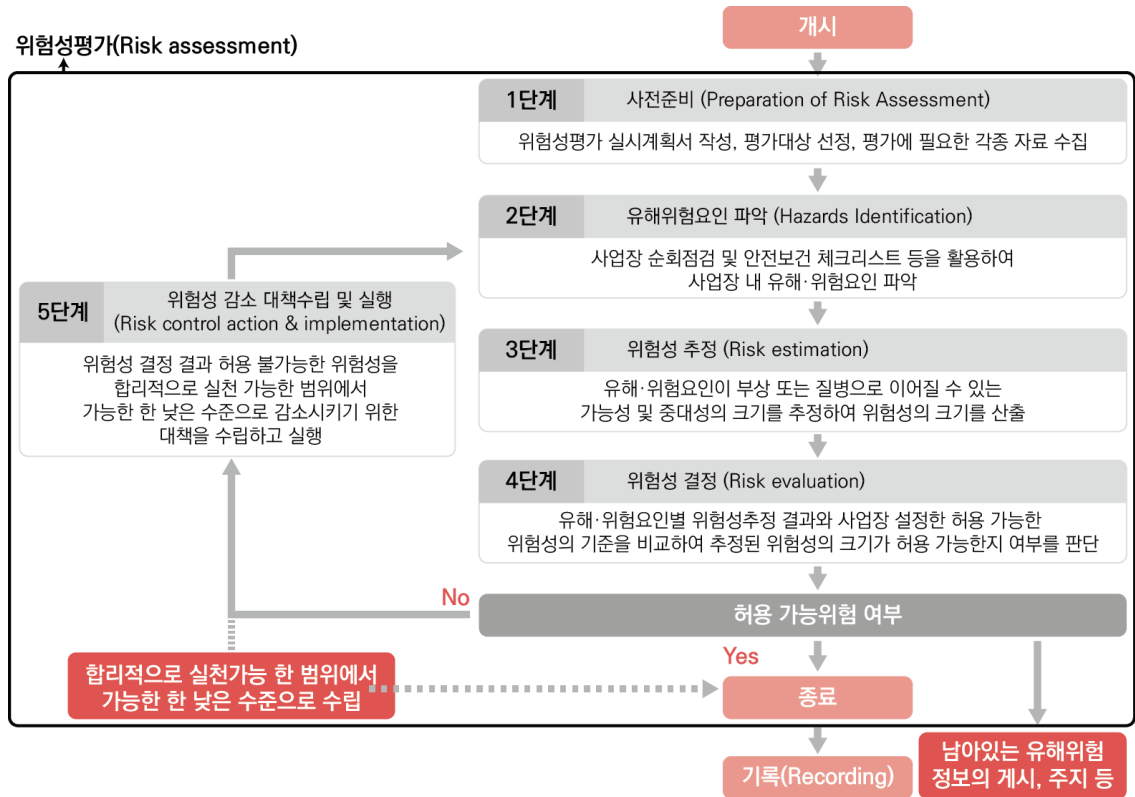 개시
위험성평가(Risk assessment)
1단계 사전준비 (Preparation of Risk Assessment)
위험성평가 실시계획서 작성, 평가대상 선정, 평가에 필요한 각종 자료 수집
2단계 유해위험요인 파악 (Hazards Identification)
사업장 순회점검 및 안전보건 체크리스트 등을 활용하여
사업장 내 유해·위험요인 파악
3단계 위험성 추정 (Risk estimation)
유해·위험요인이 부상 또는 질병으로 이어질 수 있는
가능성 및 중대성의 크기를 추정하여 위험성의 크기를 산출
4단계 위험성 결정 (Risk evaluation)
유해·위험요인별 위험성추정 결과와 사업장 설정한 허용 가능한
위험성의 기준을 비교하여 추정된 위험성의 크기가 허용 가능한지 여부를 판단
허용 가능위험 여부
No
Yes
5단계
위험성 감소 대책수립 및 실행
(Risk control action & implementation)
위험성 결정 결과 허용 불가능한 위험성을
합리적으로 실천 가능한 범위에서
가능한 한 낮은 수준으로 감소시키기 위한
대책을 수립하고 실행
합리적으로 실천가능 한 범위에서
가능한 한 낮은 수준으로 수립
종료
기록(Recording)
남아있는 유해위험
정보의 게시, 주지 등